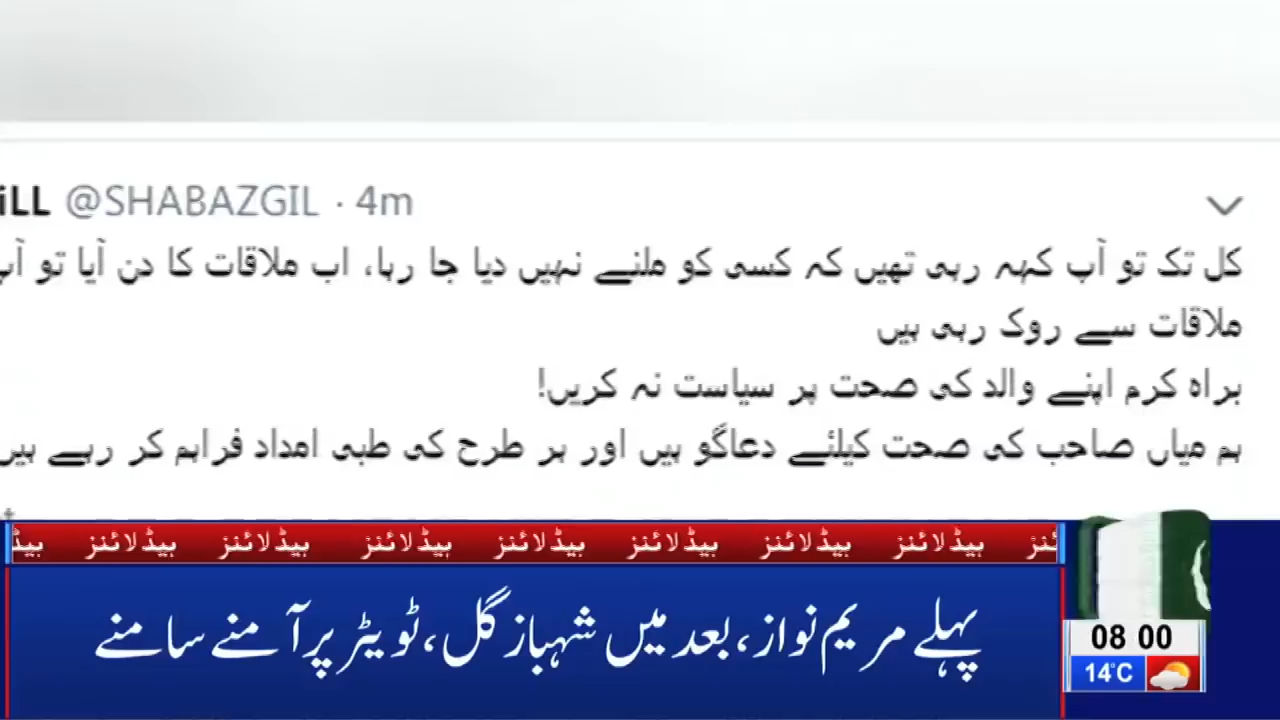 iLL @SHABAZGIL · 4m
کل تک تو آپ کہہ رہی تھیں کہ کسی کو ملنے نہیں دیا جا رہا، اب ملاقات کا دن آیا تو آپ
ملاقات سے روک رہی ہیں
براہ کرم اپنے والد کی صحت پر سیاست نہ کریں!
ہم میاں صاحب کی صحت کیلئے دعاگو ہیں اور ہر طرح کی طبی امداد فراہم کر رہے ہیں
ہیڈلائنز ہیڈلائنز ہیڈلائنز ہیڈلائنز ہیڈلائنز ہیڈلائنز ہیڈلائنز
پہلے مریم نواز، بعد میں شہباز گل، ٹویٹر پر آمنے سامنے
08 00
14°C